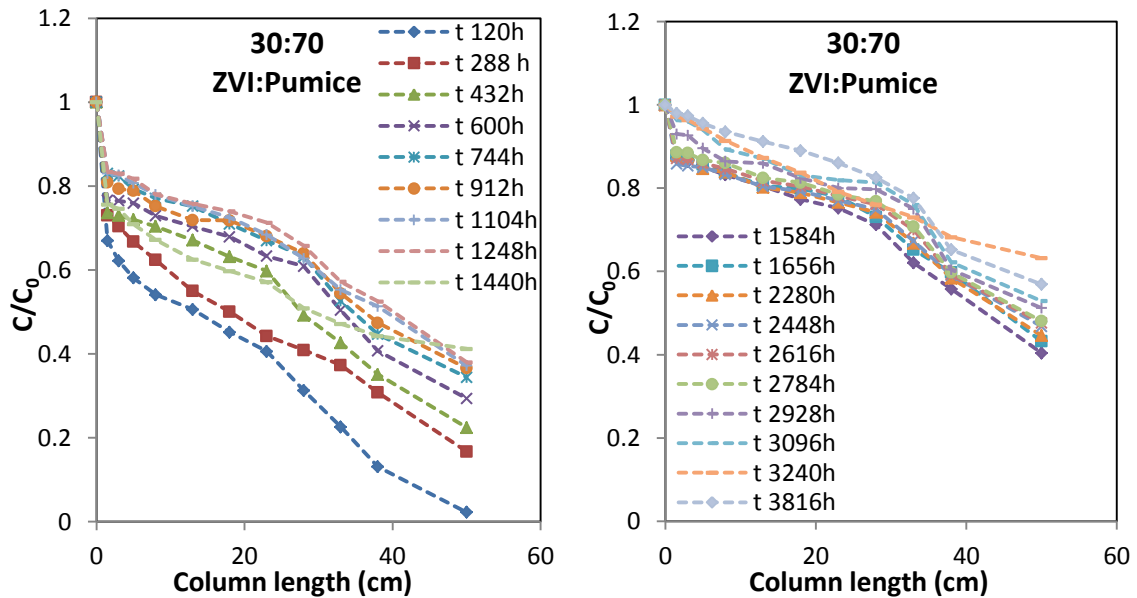 30:70
ZVI:Pumice
1.2
1
0.8
0.6
0.4
0.2
0
C/C0
0
20
40
60
Column length (cm)
t 120h
t 288 h
t 432h
t 600h
t 744h
t 912h
t 1104h
t 1248h
t 1440h
30:70
ZVI:Pumice
1.2
1
0.8
0.6
0.4
0.2
0
C/C0
0
20
40
60
Column length (cm)
t 1584h
t 1656h
t 2280h
t 2448h
t 2616h
t 2784h
t 2928h
t 3096h
t 3240h
t 3816h